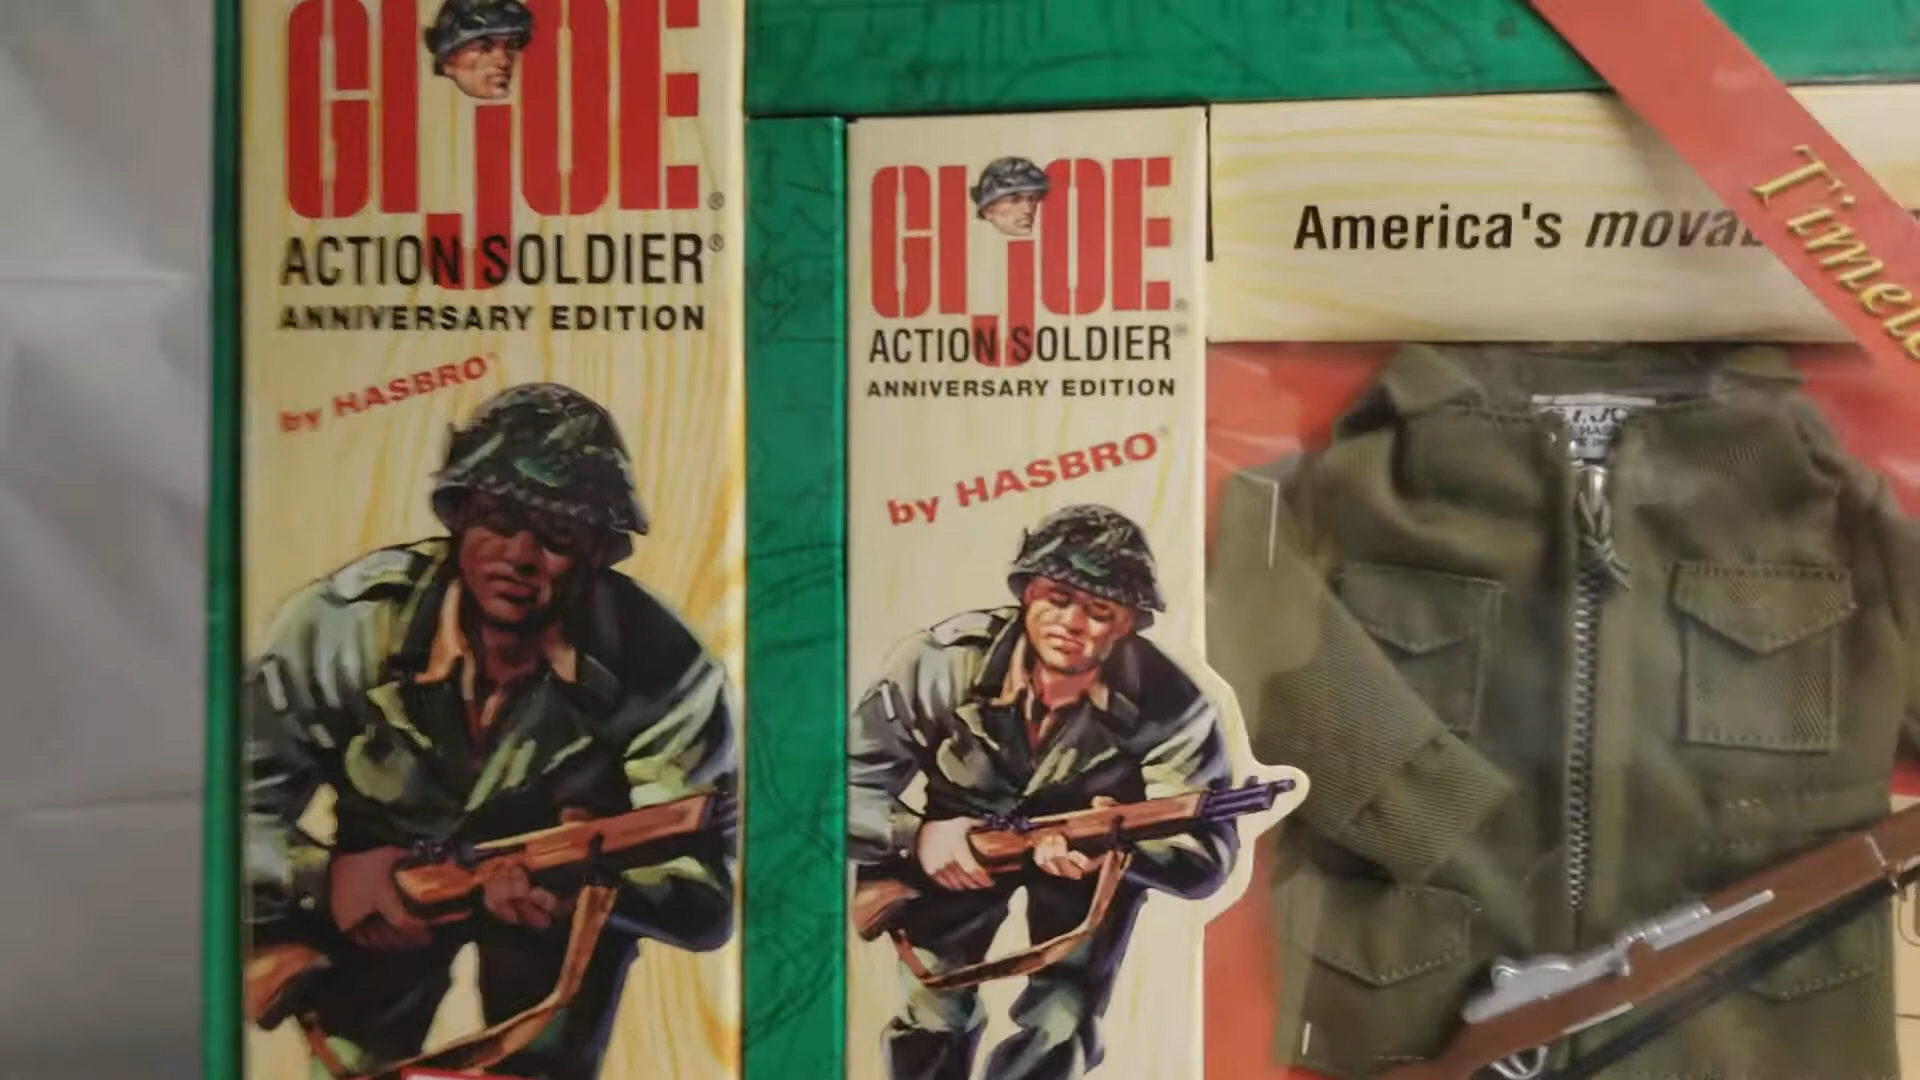 GI JOE®
ACTION SOLDIER®
ANNIVERSARY EDITION
by HASBRO
GI JOE
ACTION SOLDIER
ANNIVERSARY EDITION
by HASBRO
America's